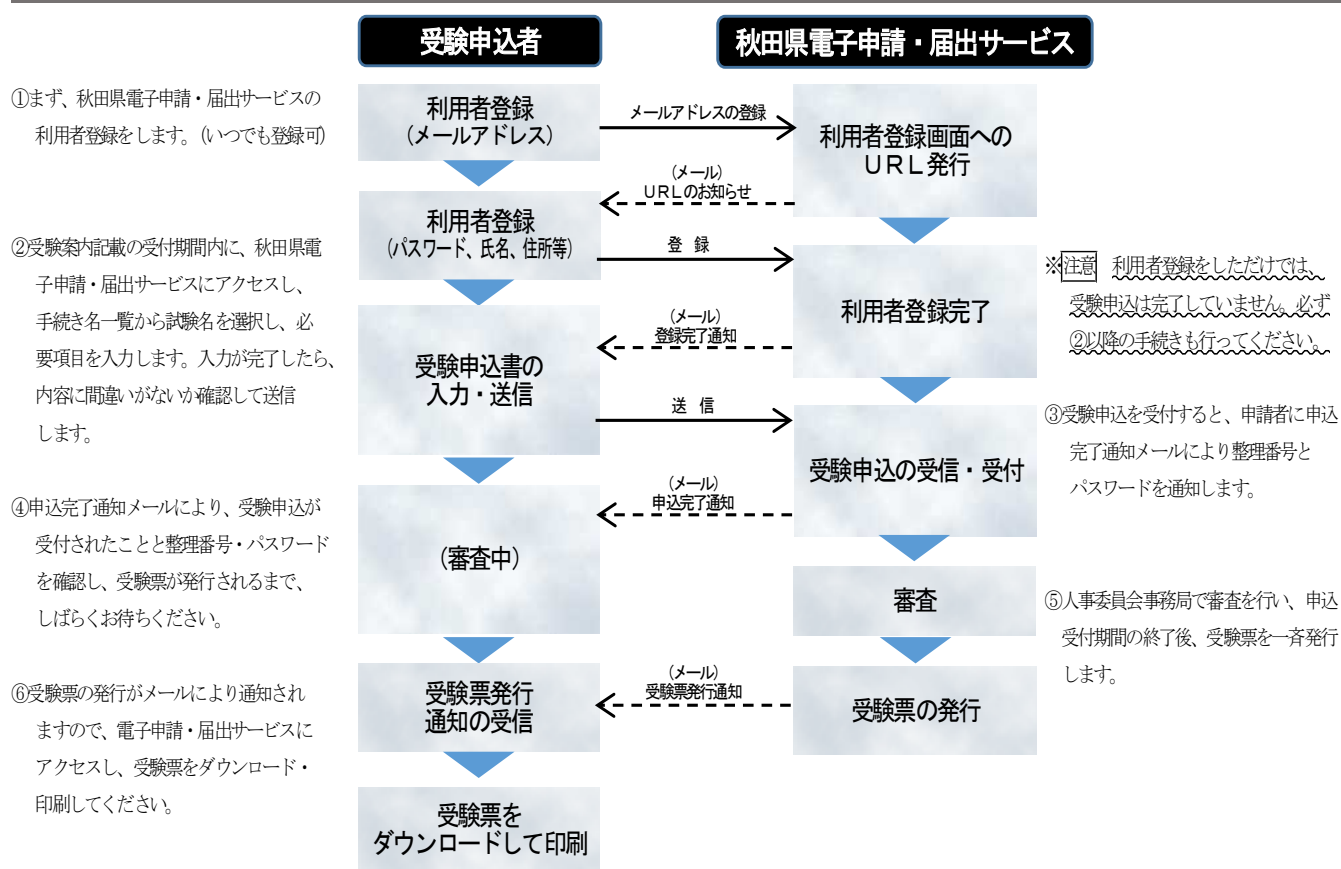 受験申込者
秋田県電子申請・届出サービス
①まず、秋田県電子申請・届出サービスの
利用者登録をします。(いつでも登録可)
利用者登録
(メールアドレス)
メールアドレスの登録
利用者登録画面への
ＵＲＬ発行
(メール)
ＵＲＬのお知らせ
利用者登録
(パスワード、氏名、住所等)
②受験案内記載の受付期間内に、秋田県電
子申請・届出サービスにアクセスし、
手続き名一覧から試験名を選択し、必
要項目を入力します。入力が完了したら、
内容に間違いがないか確認して送信
します。
登 録
利用者登録完了
※注意 利用者登録をしただけでは、
受験申込は完了していません。必ず
②以降の手続きも行ってください。
(メール)
登録完了通知
受験申込書の
入力・送信
送 信
受験申込の受信・受付
③受験申込を受付すると、申請者に申込
完了通知メールにより整理番号と
パスワードを通知します。
(メール)
申込完了通知
④申込完了通知メールにより、受験申込が
受付されたことと整理番号・パスワード
を確認し、受験票が発行されるまで、
しばらくお待ちください。
(審査中)
審査
⑤人事委員会事務局で審査を行い、申込
受付期間の終了後、受験票を一斉発行
します。
⑥受験票の発行がメールにより通知され
ますので、電子申請・届出サービスに
アクセスし、受験票をダウンロード・
印刷してください。
受験票発行
通知の受信
(メール)
受験票発行通知
受験票の発行
受験票を
ダウンロードして印刷